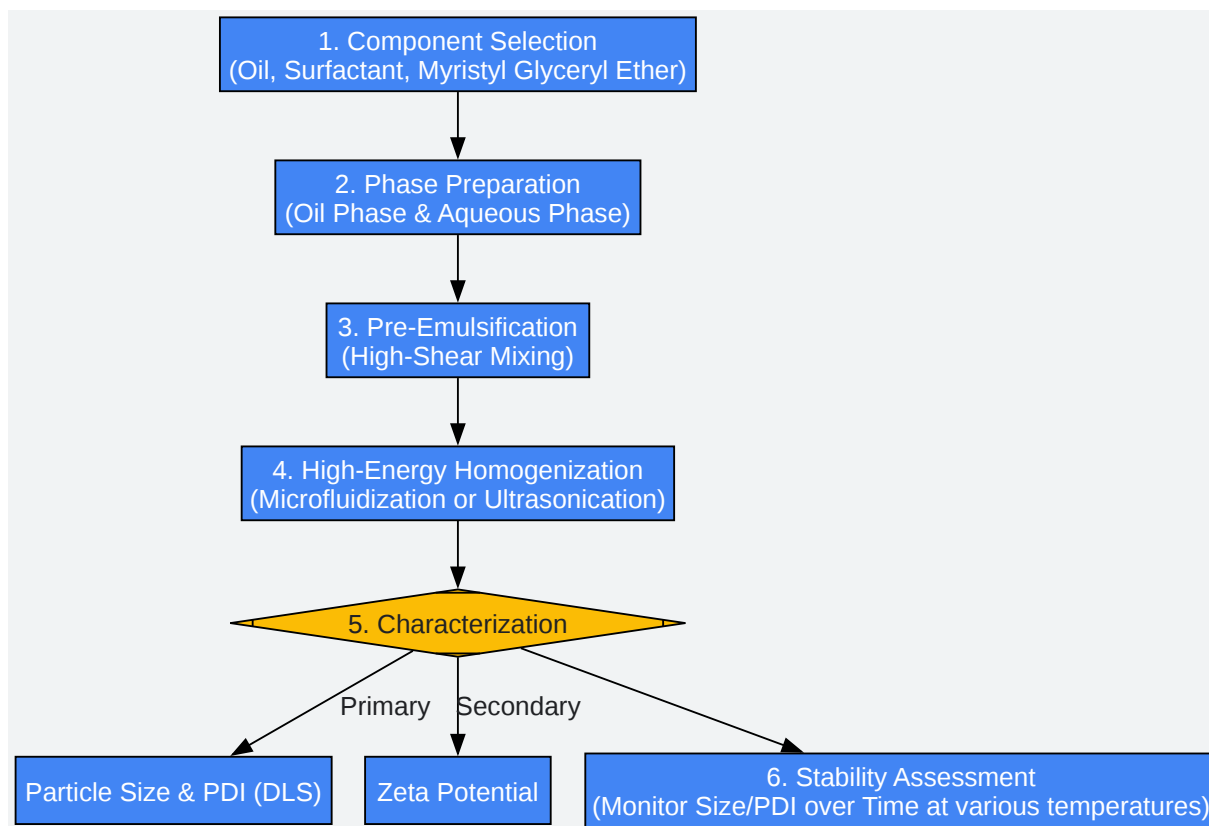 1. Component Selection
(Oil, Surfactant, Myristyl Glyceryl Ether)
2. Phase Preparation
(Oil Phase & Aqueous Phase)
3. Pre-Emulsification
(High-Shear Mixing)
4. High-Energy Homogenization
(Microfluidization or Ultrasonication)
5. Characterization
Primary
Secondary
Particle Size & PDI (DLS)
Zeta Potential
6. Stability Assessment
(Monitor Size/PDI over Time at various temperatures)